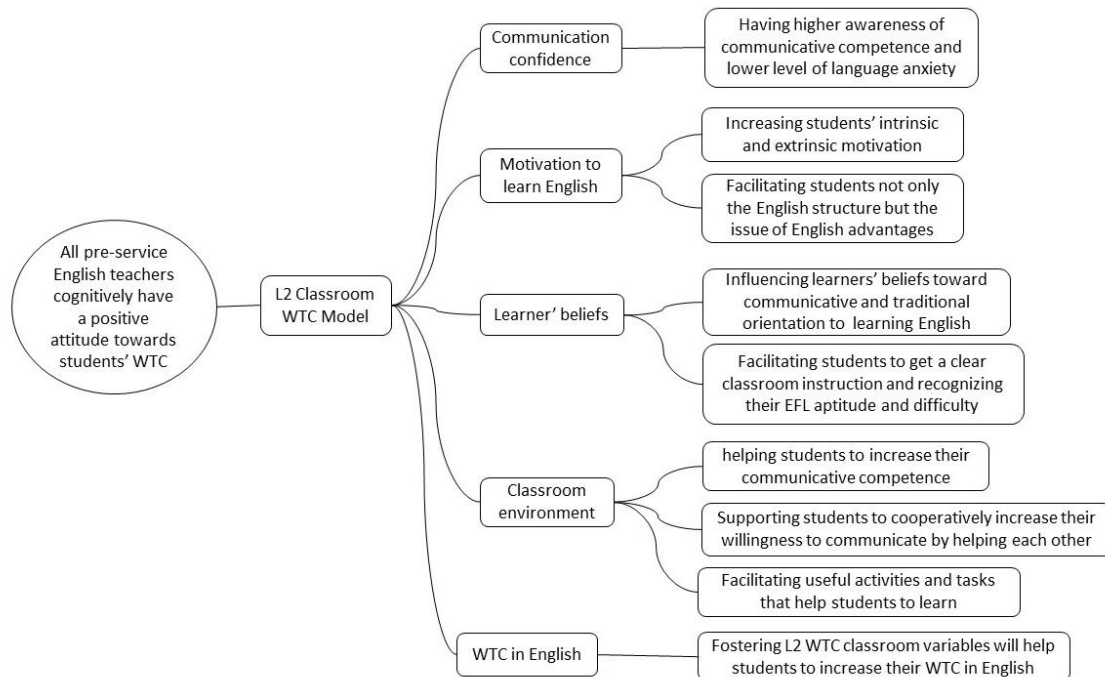 All pre-service
English teachers
cognitively have
a positive
attitude towards
students' WTC
L2 Classroom
WTC Model
Communication
confidence
Having higher awareness of
communicative competence and
lower level of language anxiety
Motivation to
learn English
Increasing students' intrinsic
and extrinsic motivation
Facilitating students not only
the English structure but the
issue of English advantages
Learner' beliefs
Influencing learners' beliefs toward
communicative and traditional
orientation to learning English
Facilitating students to get a clear
classroom instruction and recognizing
their EFL aptitude and difficulty
Classroom
environment
helping students to increase their
communicative competence
Supporting students to cooperatively increase their
willingness to communicate by helping each other
Facilitating useful activities and tasks
that help students to learn
WTC in English
Fostering L2 WTC classroom variables will help
students to increase their WTC in English